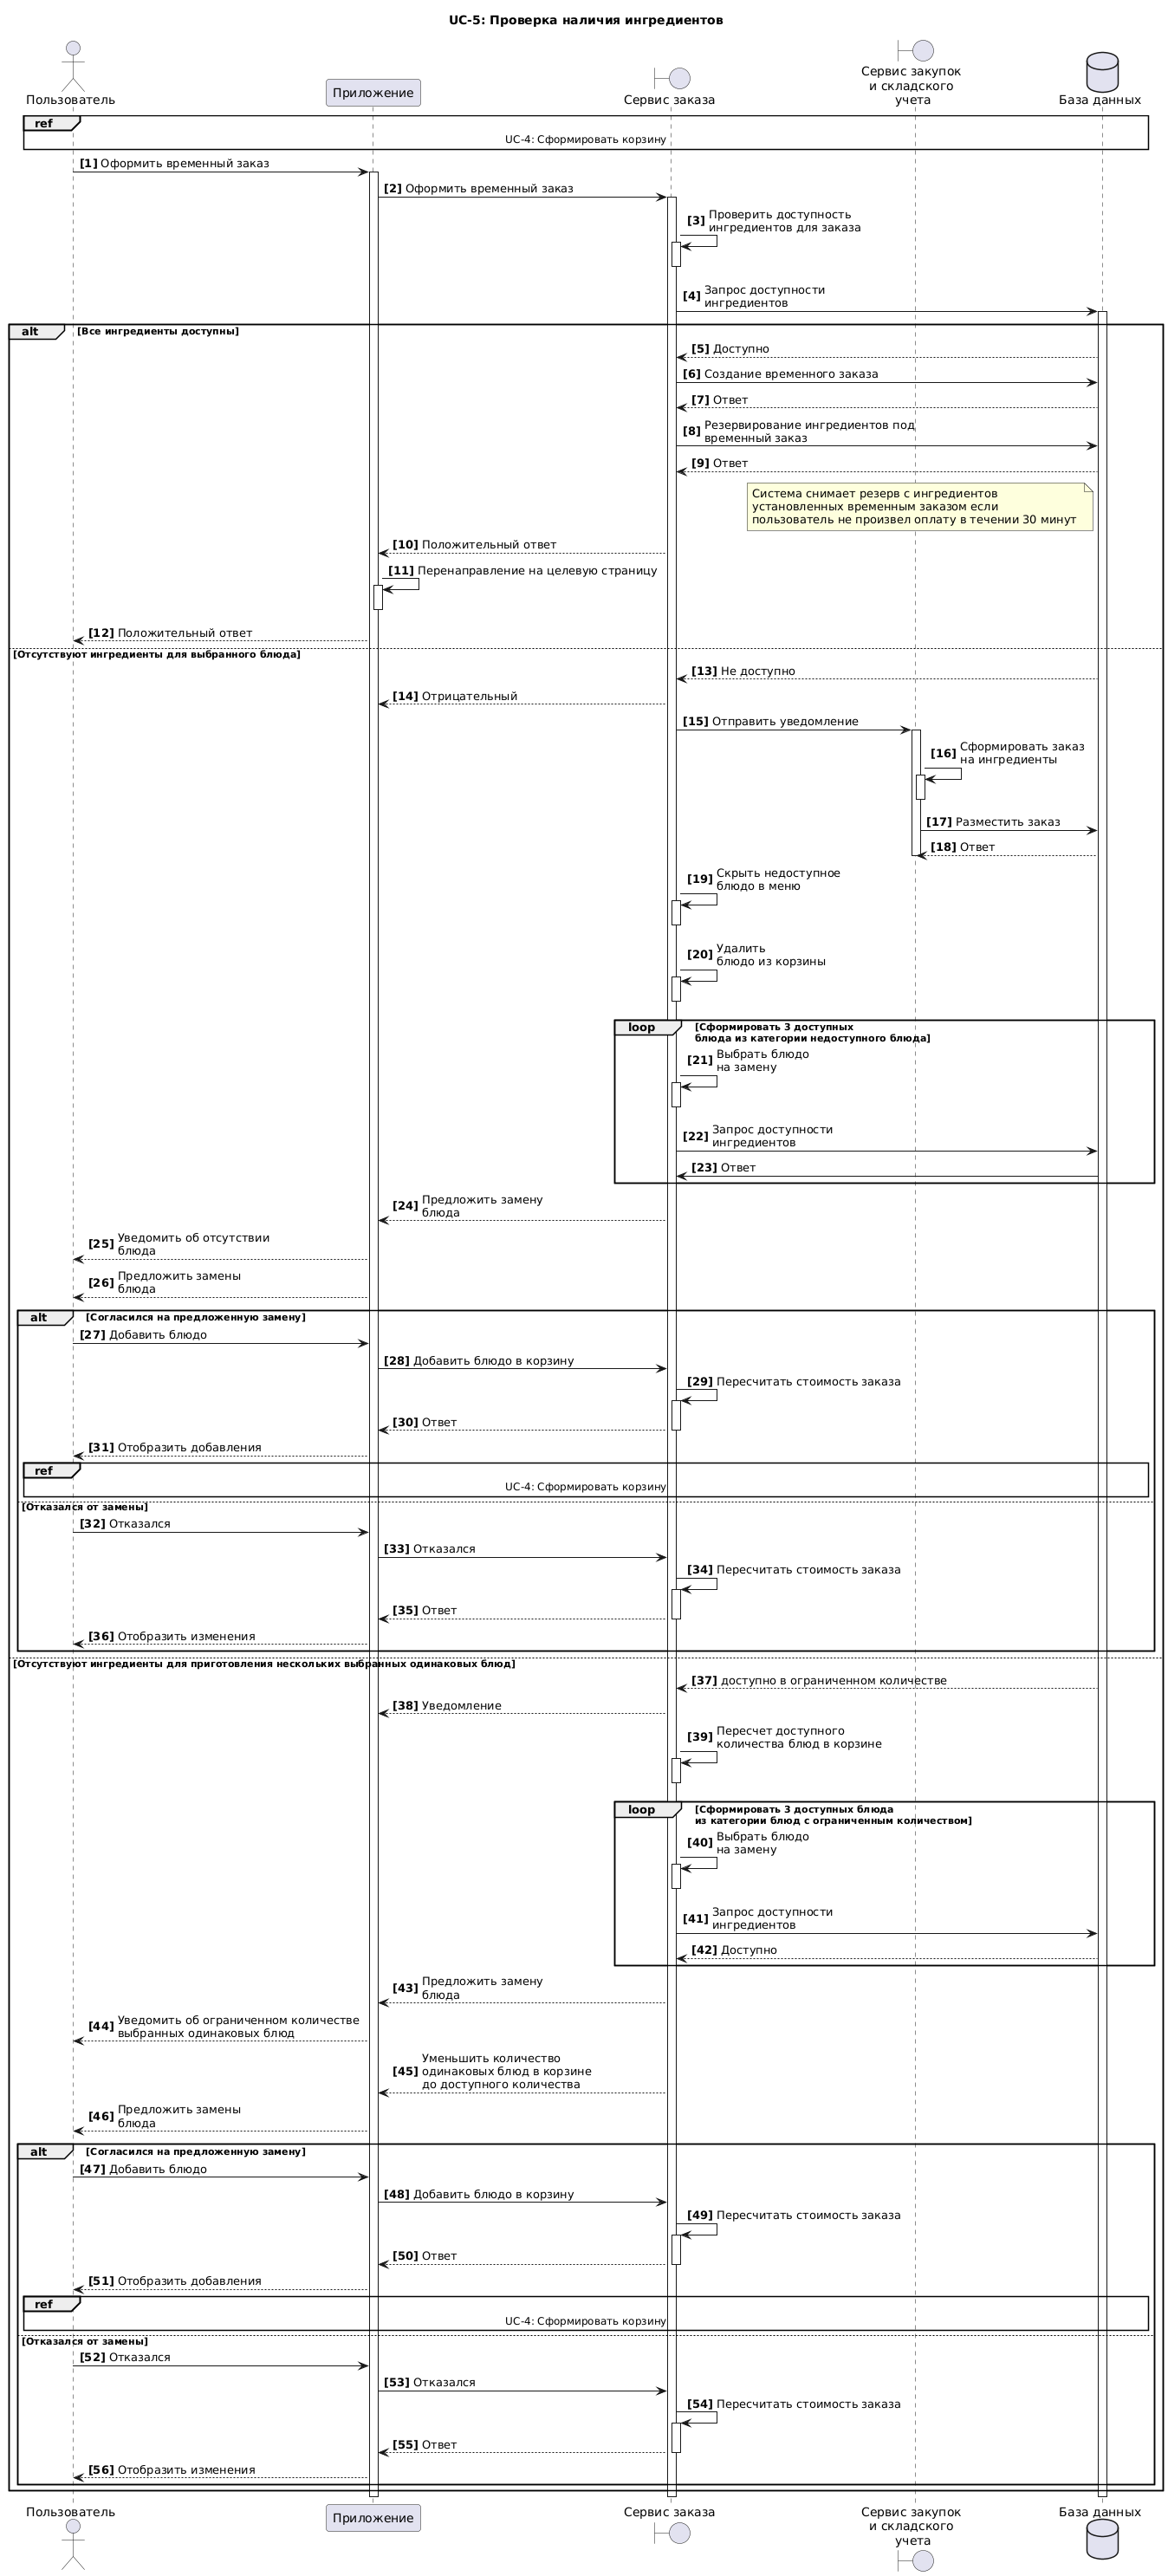 UC-5: Проверка наличия ингредиентов
Пользователь
Приложение
Сервис заказа
Сервис закупок
и складского
учета
База данных
ref
UC-4: Сформировать корзину
[1] Оформить временный заказ
[2] Оформить временный заказ
[3] Проверить доступность
ингредиентов для заказа
[4] Запрос доступности
ингредиентов
alt [Все ингредиенты доступны]
[5] Доступно
[6] Создание временного заказа
[7] Ответ
[8] Резервирование ингредиентов под
временный заказ
[9] Ответ
Система снимает резерв с ингредиентов
установленных временным заказом если
пользователь не произвел оплату в течении 30 минут
[10] Положительный ответ
[11] Перенаправление на целевую страницу
[12] Положительный ответ
[Отсутствуют ингредиенты для выбранного блюда]
[13] Не доступно
[14] Отрицательный
[15] Отправить уведомление
[16] Сформировать заказ
на ингредиенты
[17] Разместить заказ
[18] Ответ
[19] Скрыть недоступное
блюдо в меню
[20] Удалить
блюдо из корзины
loop [Сформировать 3 доступных
блюда из категории недоступного блюда]
[21] Выбрать блюдо
на замену
[22] Запрос доступности
ингредиентов
[23] Ответ
[24] Предложить замену
блюда
[25] Уведомить об отсутствии
блюда
[26] Предложить замены
блюда
alt [Согласился на предложенную замену]
[27] Добавить блюдо
[28] Добавить блюдо в корзину
[29] Пересчитать стоимость заказа
[30] Ответ
[31] Отобразить добавления
ref
UC-4: Сформировать корзину
[Отказался от замены]
[32] Отказался
[33] Отказался
[34] Пересчитать стоимость заказа
[35] Ответ
[36] Отобразить изменения
[Отсутствуют ингредиенты для приготовления нескольких выбранных одинаковых блюд]
[37] доступно в ограниченном количестве
[38] Уведомление
[39] Пересчет доступного
количества блюд в корзине
loop [Сформировать 3 доступных блюда
из категории блюд с ограниченным количеством]
[40] Выбрать блюдо
на замену
[41] Запрос доступности
ингредиентов
[42] Доступно
[43] Предложить замену
блюда
[44] Уведомить об ограниченном количестве
выбранных одинаковых блюд
[45] Уменьшить количество
одинаковых блюд в корзине
до доступного количества
[46] Предложить замены
блюда
alt [Согласился на предложенную замену]
[47] Добавить блюдо
[48] Добавить блюдо в корзину
[49] Пересчитать стоимость заказа
[50] Ответ
[51] Отобразить добавления
ref
UC-4: Сформировать корзину
[Отказался от замены]
[52] Отказался
[53] Отказался
[54] Пересчитать стоимость заказа
[55] Ответ
[56] Отобразить изменения
Пользователь
Приложение
Сервис заказа
Сервис закупок
и складского
учета
База данных